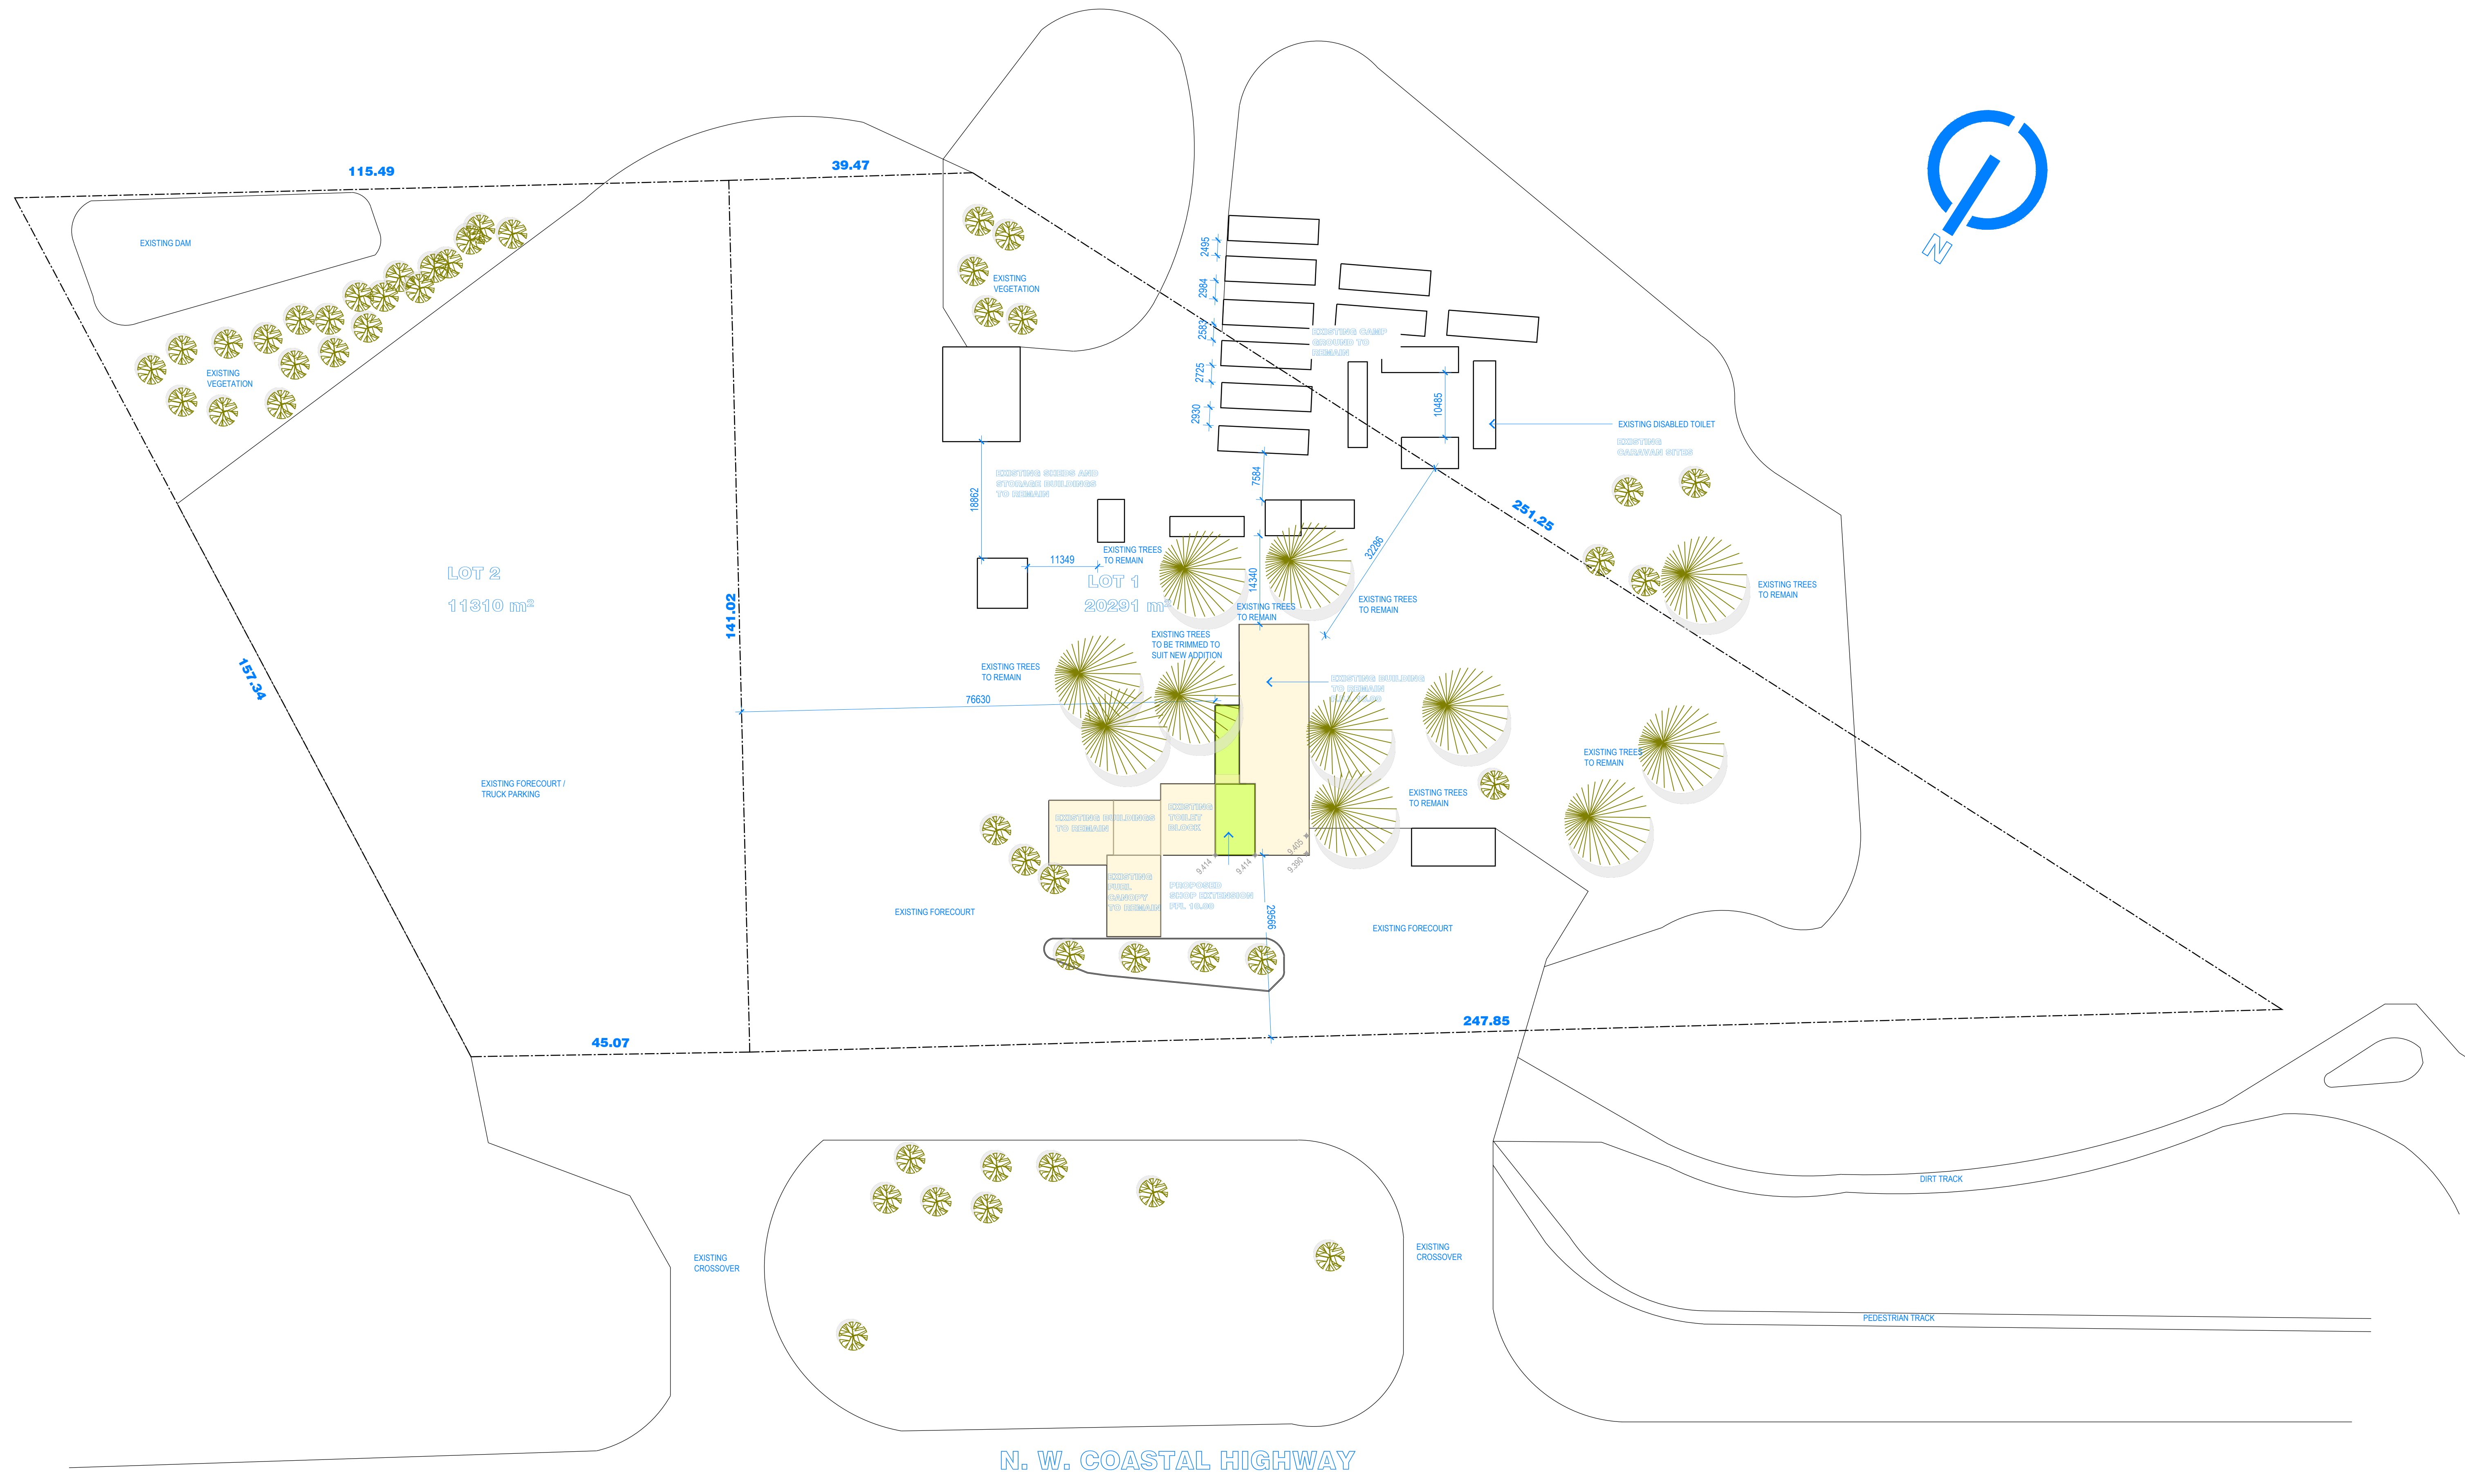 115.49
39.47
EXISTING DAM
N
2495
2984
2583
2725
2930
EXISTING
VEGETATION
EXISTING CAMP
GROUND TO
REMAIN
EXISTING
VEGETATION
10485
EXISTING DISABLED TOILET
EXISTING
CARAVAN SITES
EXISTING SHEDS AND
STORAGE BUILDINGS
TO REMAIN
18862
7584
251.25
32286
EXISTING TREES
TO REMAIN
11349
LOT 2
11310 m²
LOT 1
20291 m²
14340
141.02
EXISTING TREES
TO REMAIN
EXISTING TREES
TO REMAIN
EXISTING TREES
TO REMAIN
EXISTING TREES
TO BE TRIMMED TO
SUIT NEW ADDITION
EXISTING TREES
TO REMAIN
157.34
76630
EXISTING BUILDING
TO REMAIN
EXISTING TREES
TO REMAIN
EXISTING FORECOURT /
TRUCK PARKING
EXISTING TREES
TO REMAIN
EXISTING BUILDINGS
TO REMAIN
EXISTING
TOILET
BLOCK
9.414
9.414
9.406
9.390
EXISTING
FUEL
CANOPY
TO REMAIN
PROPOSED
SHOP EXTENSION
FFL
29566
EXISTING FORECOURT
EXISTING FORECOURT
45.07
247.85
DIRT TRACK
EXISTING
CROSSOVER
EXISTING
CROSSOVER
PEDESTRIAN TRACK
N. W. COASTAL HIGHWAY